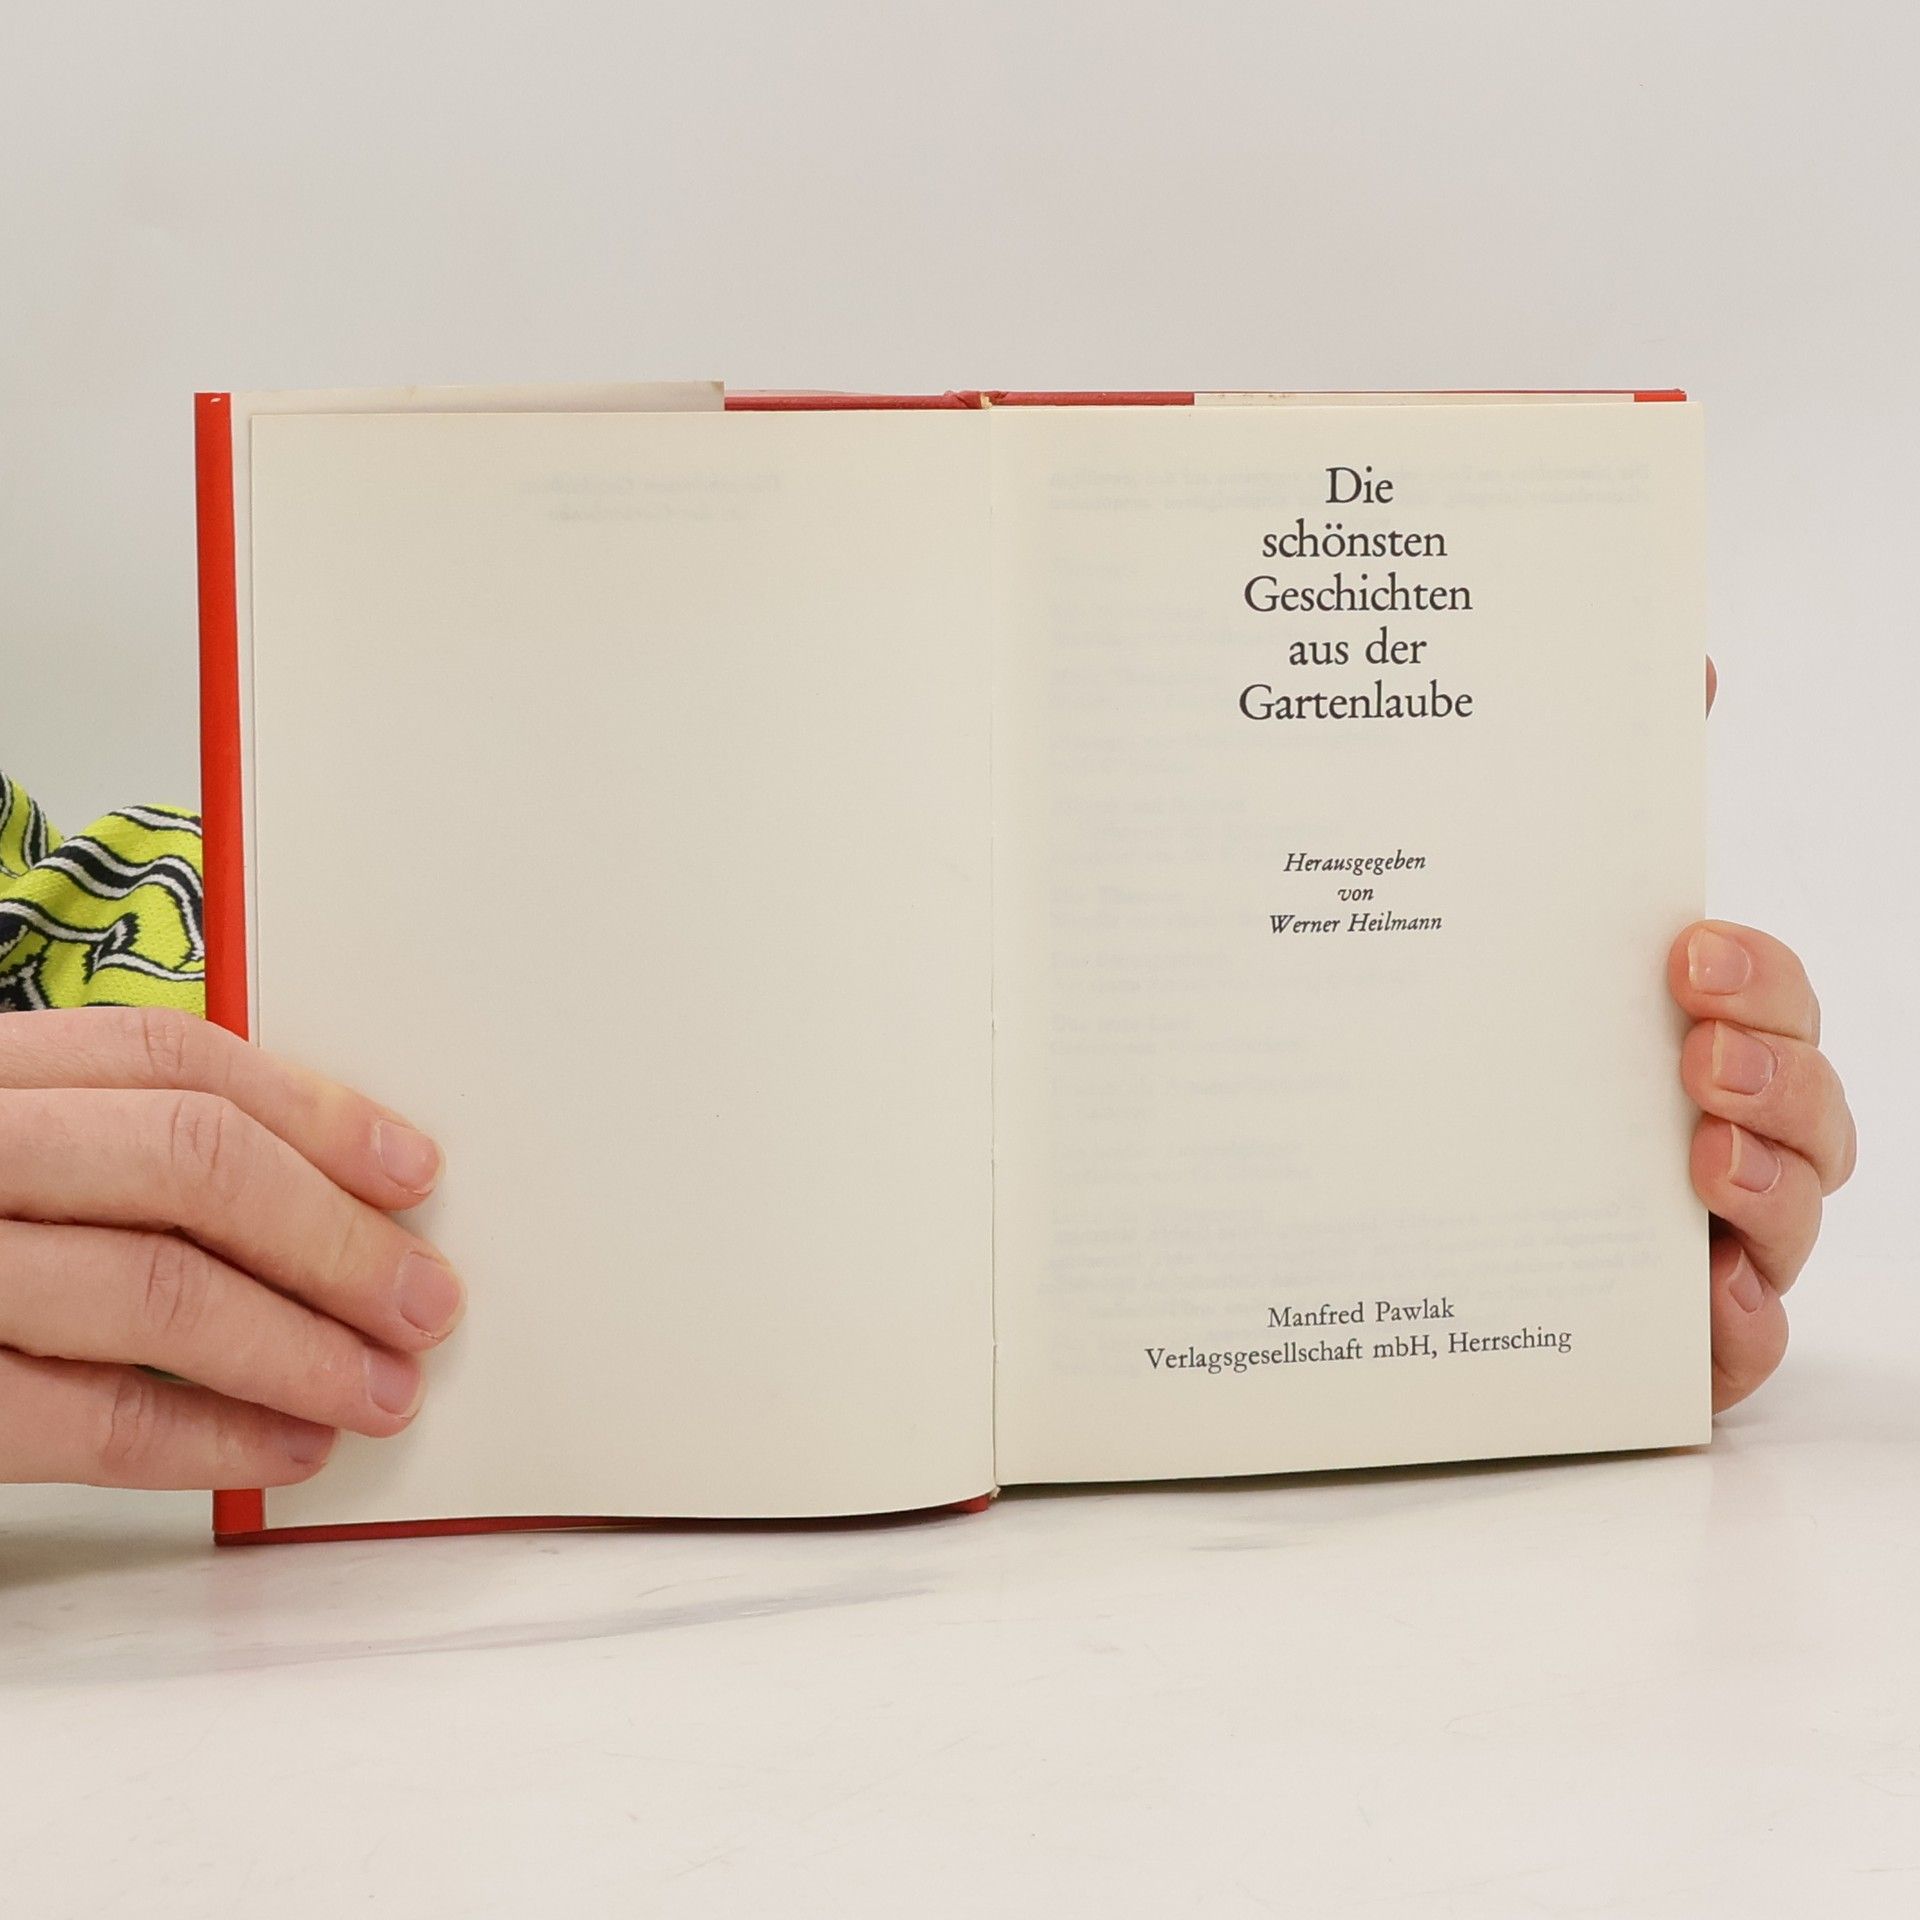 Die
schönsten
Geschichten
aus der
Gartenlaube
Herausgegeben
von
Werner Heilmann
Manfred Pawlak
Verlagsgesellschaft mbH, Herrsching